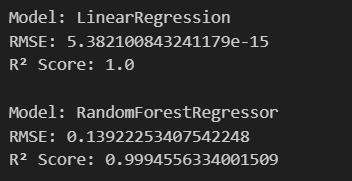 Model: LinearRegression
RMSE: 5.382100843241179e-15
R² Score: 1.0
Model: RandomForestRegressor
RMSE: 0.13922253407542248
R² Score: 0.9994556334001509